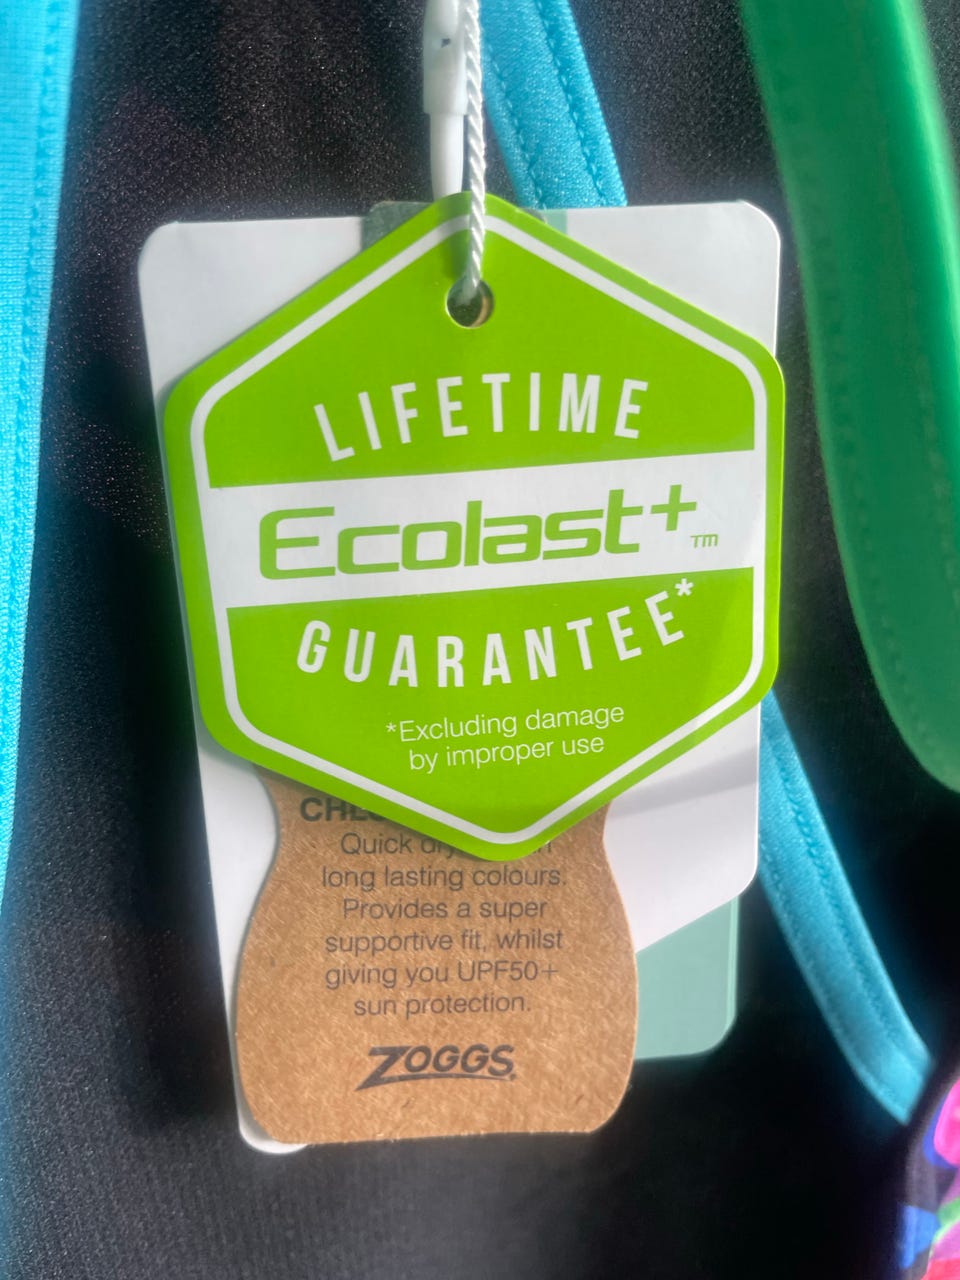 LIFETIME
Ecolast+™
GUARANTEE*
*Excluding damage
by improper use
Quick
long lasting colours.
Provides a super
supportive fit, whilst
giving you UPF50+
sun protection.
ZOGGS